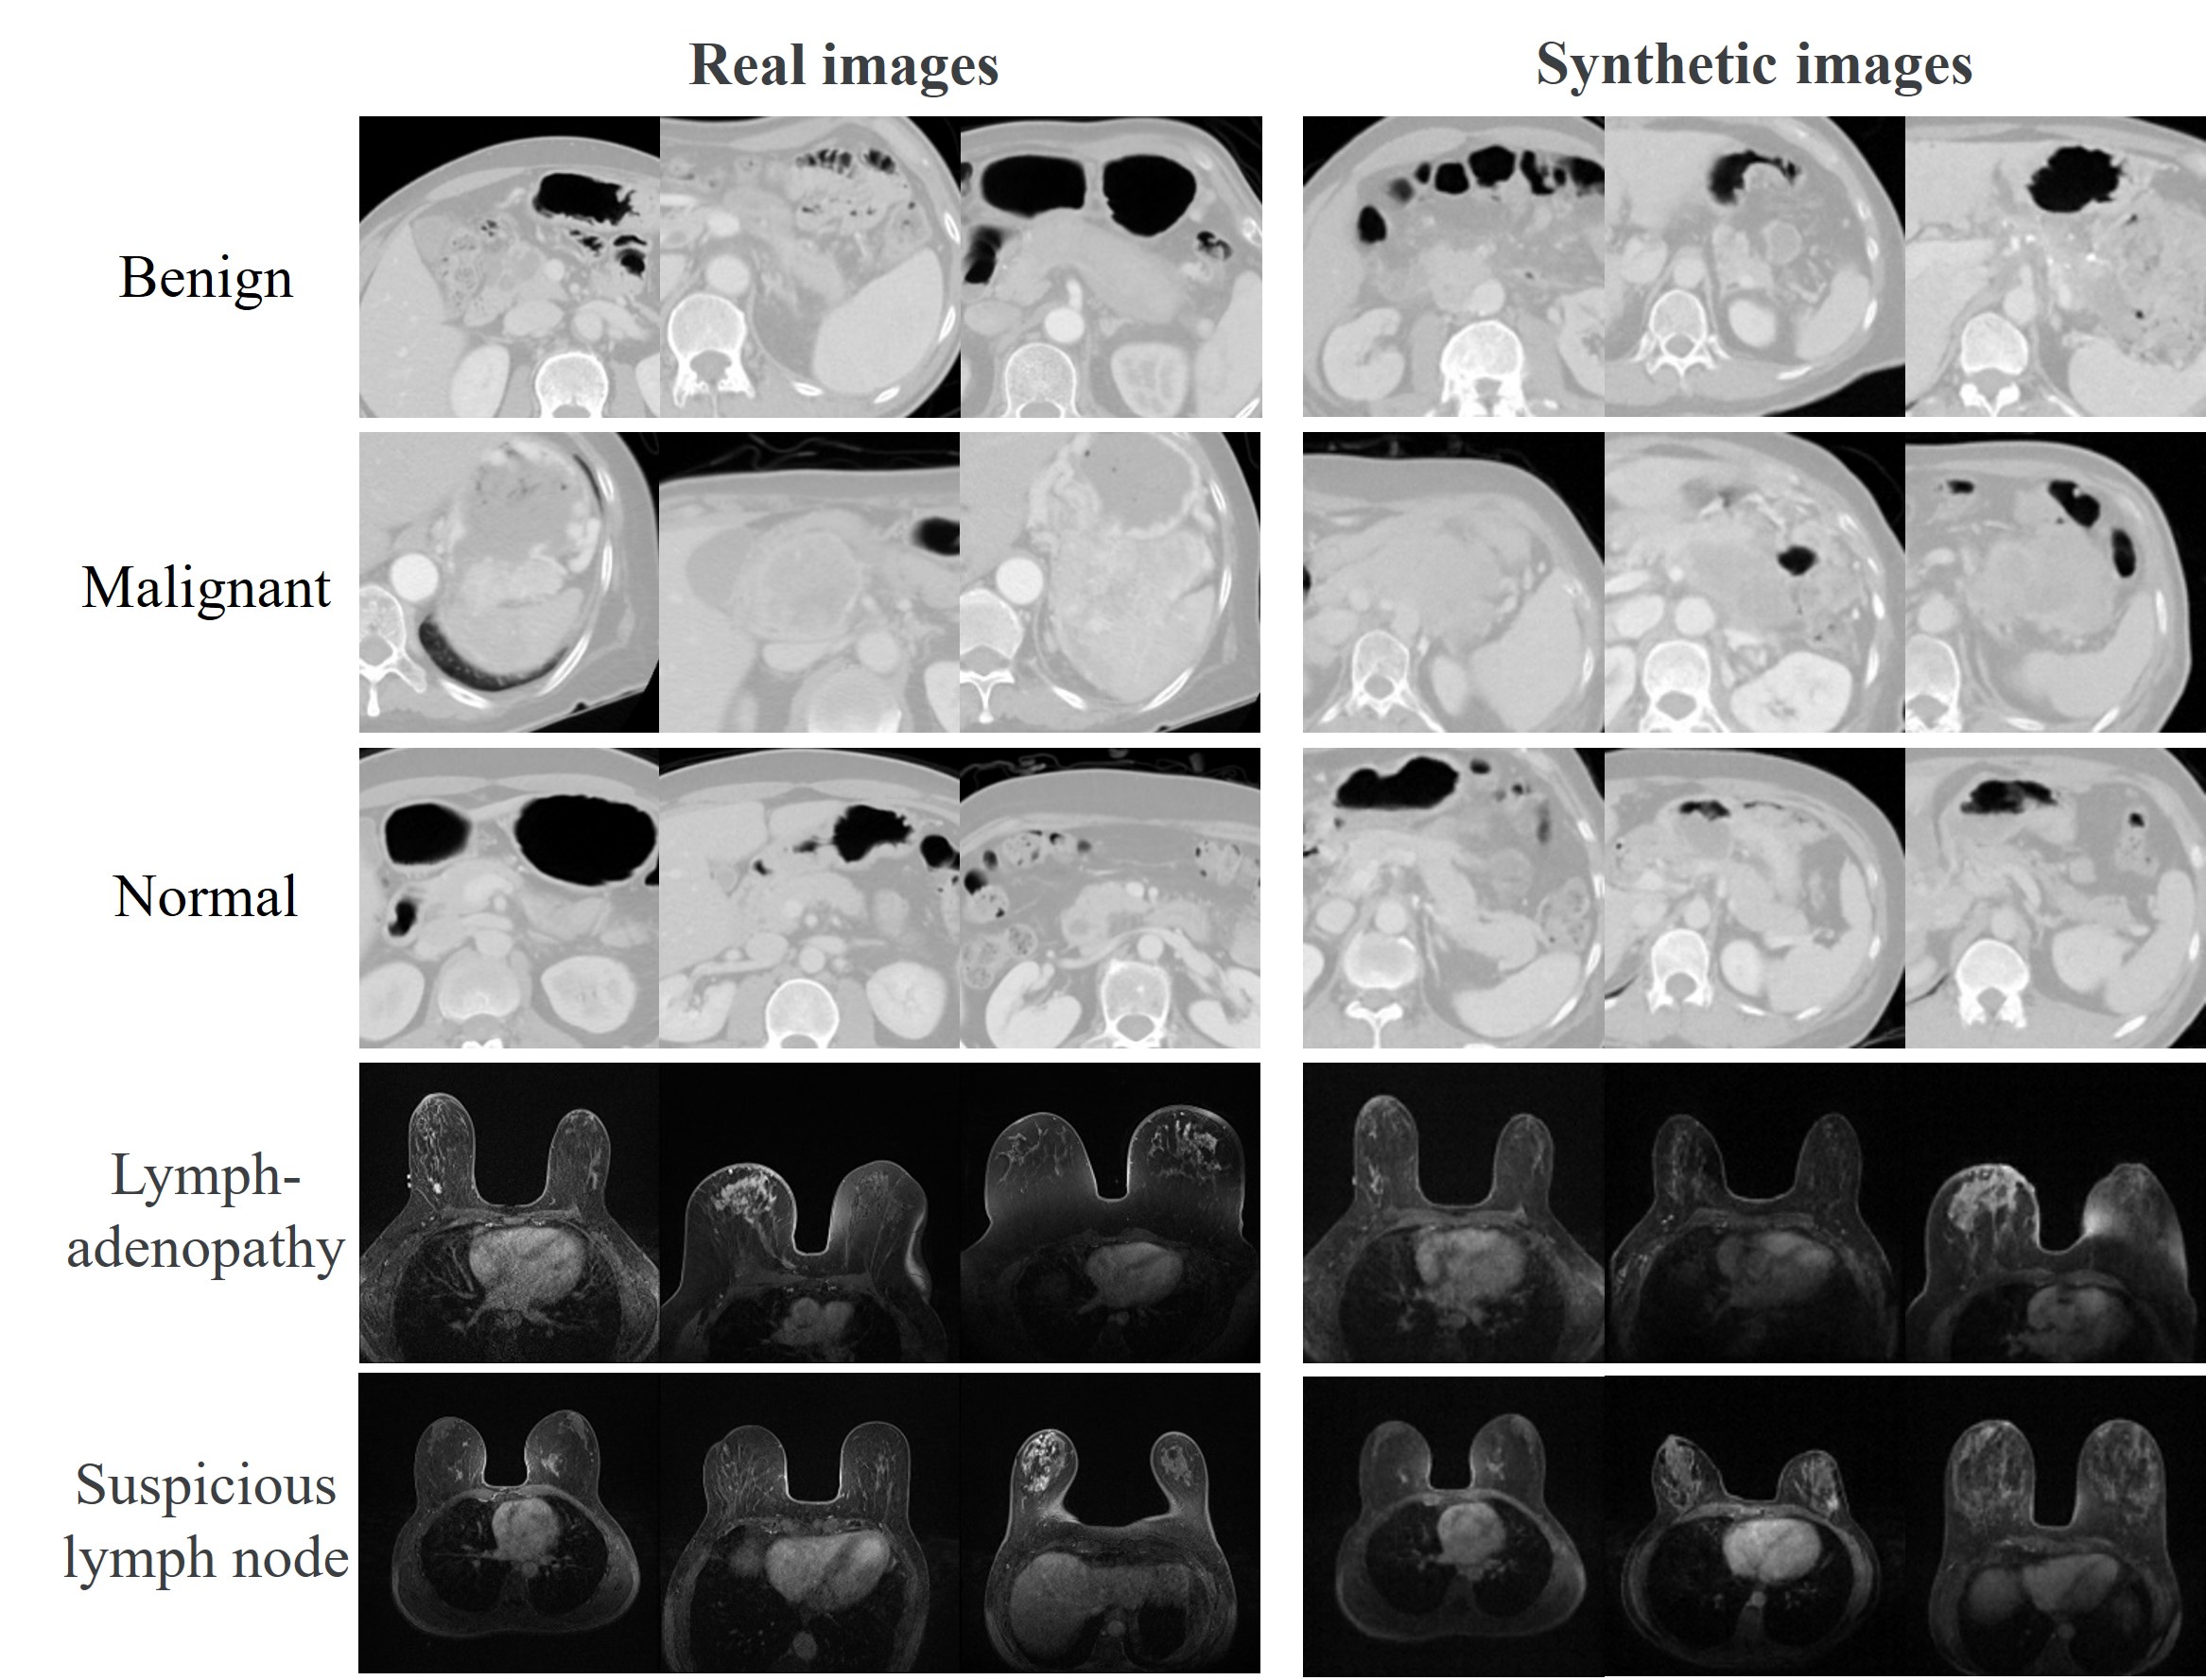 Real images
Synthetic images
Benign
Malignant
Normal
Lymph-
adenopathy
Suspicious
lymph node